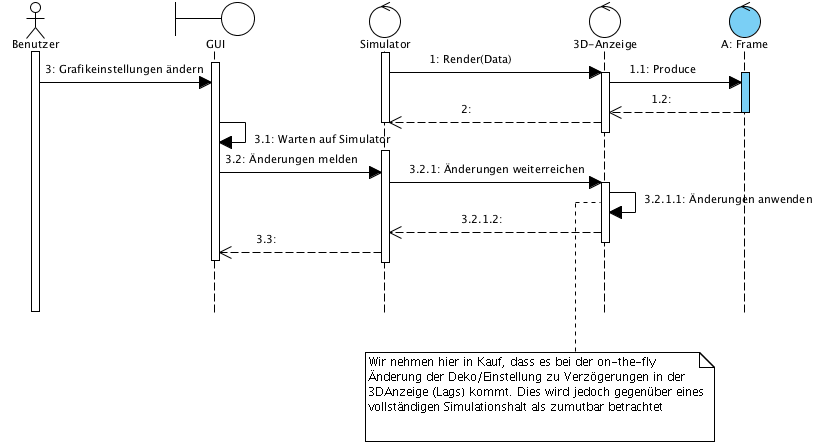 Benutzer
GUI
Simulator
3D-Anzeige
A: Frame
1: Render(Data)
3: Grafikeinstellungen ändern
1.1: Produce
1.2:
2:
3.1: Warten auf Simulator
3.2: Änderungen melden
3.2.1: Änderungen weiterreichen
3.2.1.1: Änderungen anwenden
3.2.1.2:
3.3:
Wir nehmen hier in Kauf, dass es bei der on-the-fly
Änderung der Deko/Einstellung zu Verzögerungen in der
3DAnzeige (Lags) kommt. Dies wird jedoch gegenüber eines
vollständigen Simulationshalt als zumutbar betrachtet